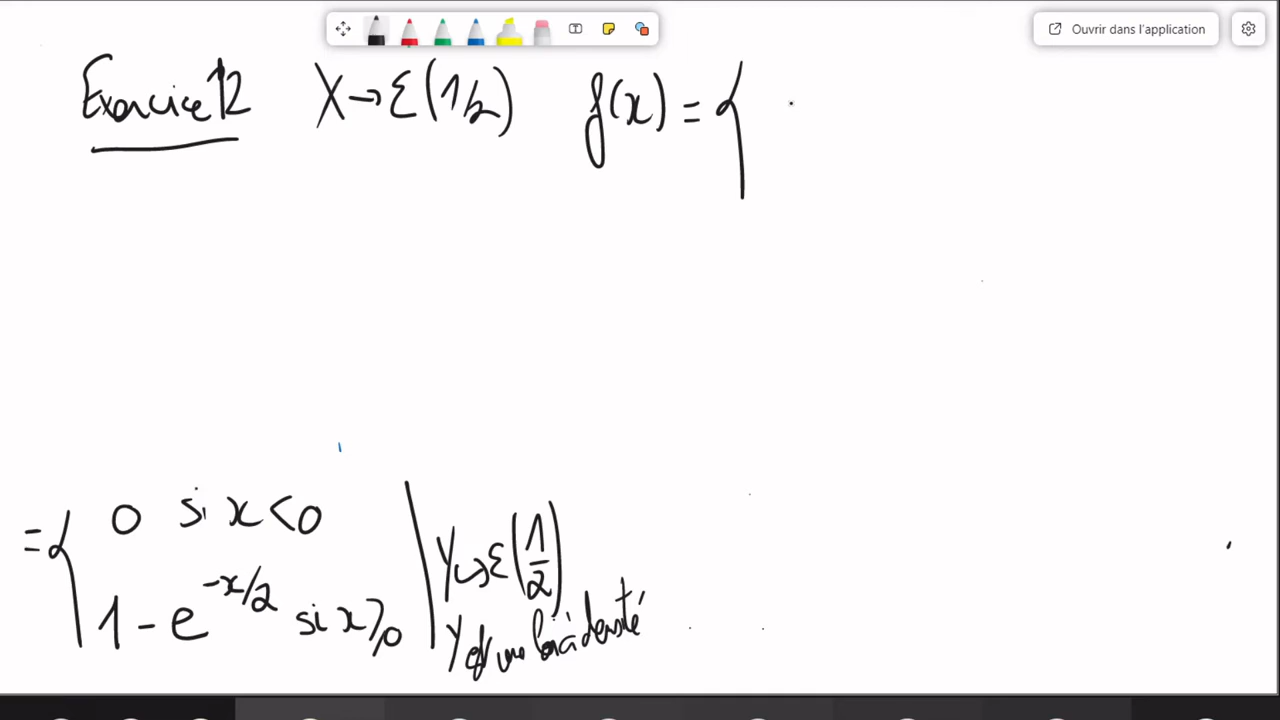 Ouvrir dans l'application
Exercice 12 X → Ɛ(1/2) f(x) = {
= { 0 si x < 0
1 - e^{-x/2} si x ≥ 0
Y ↪ Ɛ(1/2)
Y est une loi à densité